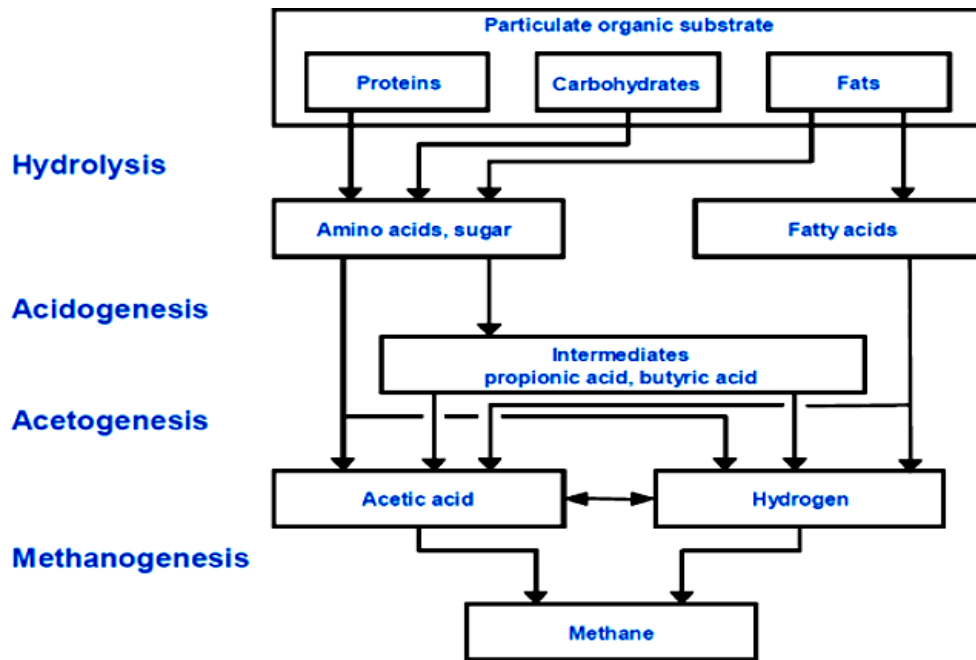 Particulate organic substrate
Proteins
Carbohydrates
Fats
Hydrolysis
Amino acids, sugar
Fatty acids
Acidogenesis
Intermediates
propionic acid, butyric acid
Acetogenesis
Acetic acid
Hydrogen
Methanogenesis
Methane